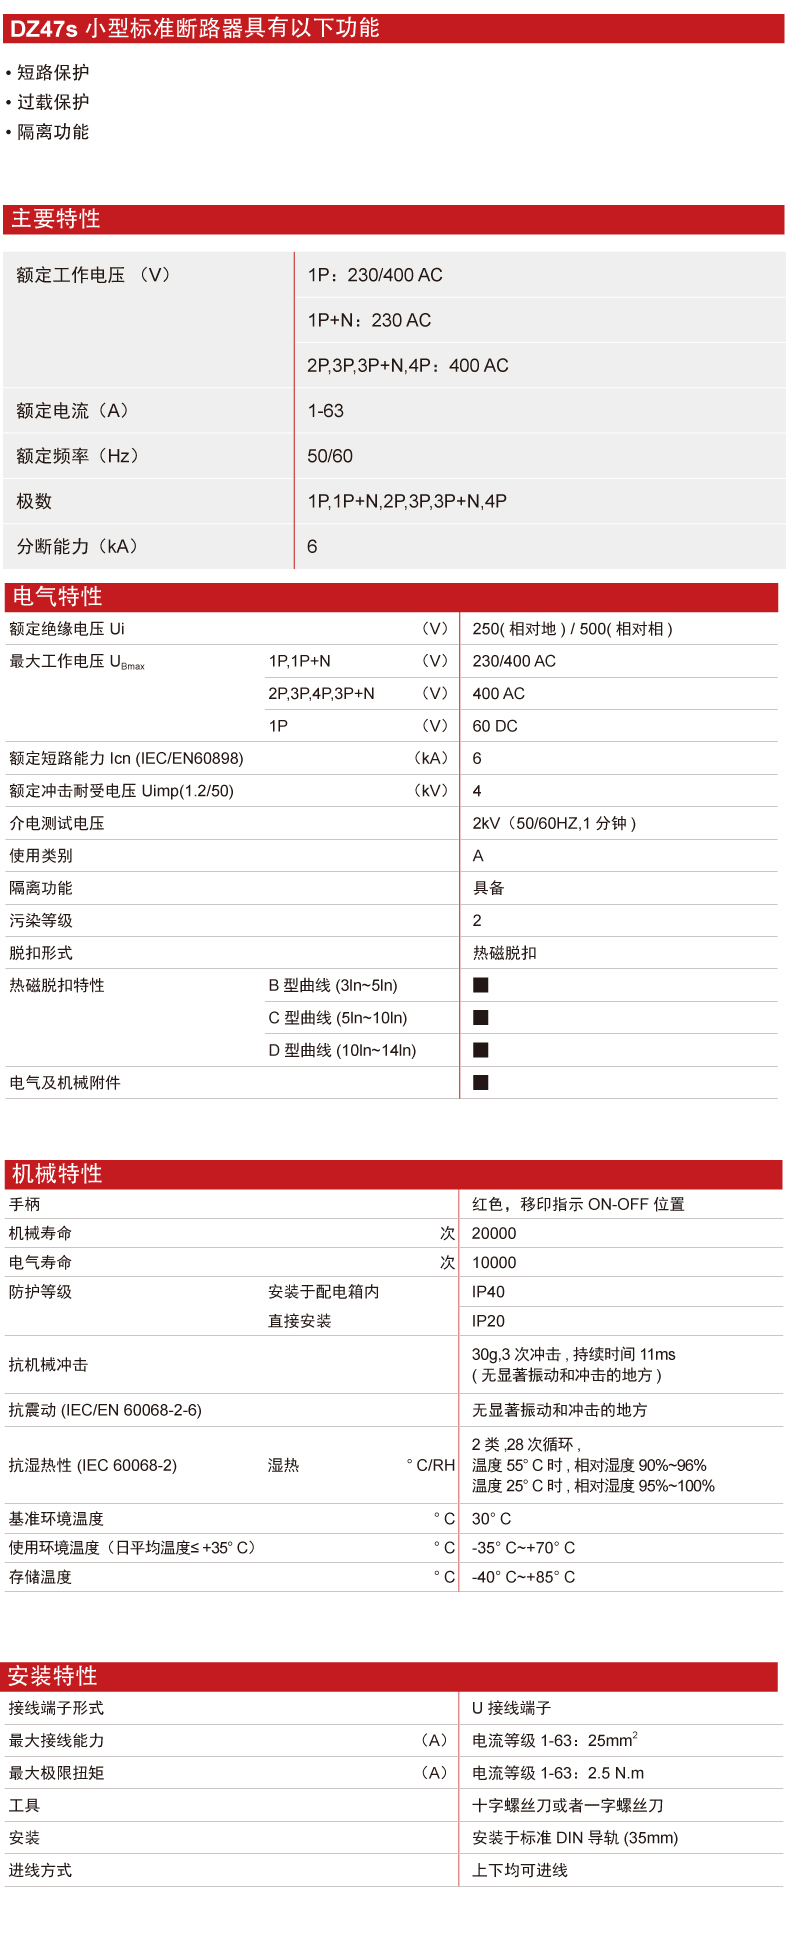 DZ47s 小型标准断路器具有以下功能
• 短路保护
• 过载保护
• 隔离功能
主要特性
额定工作电压 （V） 1P：230/400 AC
1P+N：230 AC
2P,3P,3P+N,4P：400 AC
额定电流（A） 1-63
额定频率（Hz） 50/60
极数 1P,1P+N,2P,3P,3P+N,4P
分断能力（kA） 6
电气特性
额定绝缘电压 Ui （V） 250( 相对地 ) / 500( 相对相 )
最大工作电压 UBmax 1P,1P+N （V） 230/400 AC
2P,3P,4P,3P+N （V） 400 AC
1P （V） 60 DC
额定短路能力 Icn (IEC/EN60898) （kA） 6
额定冲击耐受电压 Uimp(1.2/50) （kV） 4
介电测试电压 2kV（50/60HZ,1 分钟 )
使用类别 A
隔离功能 具备
污染等级 2
脱扣形式 热磁脱扣
热磁脱扣特性 B 型曲线 (3ln~5ln) ■
C 型曲线 (5ln~10ln) ■
D 型曲线 (10ln~14ln) ■
电气及机械附件 ■
机械特性
手柄 红色，移印指示 ON-OFF 位置
机械寿命 次 20000
电气寿命 次 10000
防护等级 安装于配电箱内 IP40
直接安装 IP20
抗机械冲击 30g,3 次冲击 , 持续时间 11ms
( 无显著振动和冲击的地方 )
抗震动 (IEC/EN 60068-2-6) 无显著振动和冲击的地方
抗湿热性 (IEC 60068-2) 湿热 ° C/RH 2 类 ,28 次循环 ,
温度 55° C 时 , 相对湿度 90%~96%
温度 25° C 时 , 相对湿度 95%~100%
基准环境温度 ° C 30° C
使用环境温度（日平均温度≤ +35° C） ° C -35° C~+70° C
存储温度 ° C -40° C~+85° C
安装特性
接线端子形式 U 接线端子
最大接线能力 （A） 电流等级 1-63：25mm²
最大极限扭矩 （A） 电流等级 1-63：2.5 N.m
工具 十字螺丝刀或者一字螺丝刀
安装 安装于标准 DIN 导轨 (35mm)
进线方式 上下均可进线